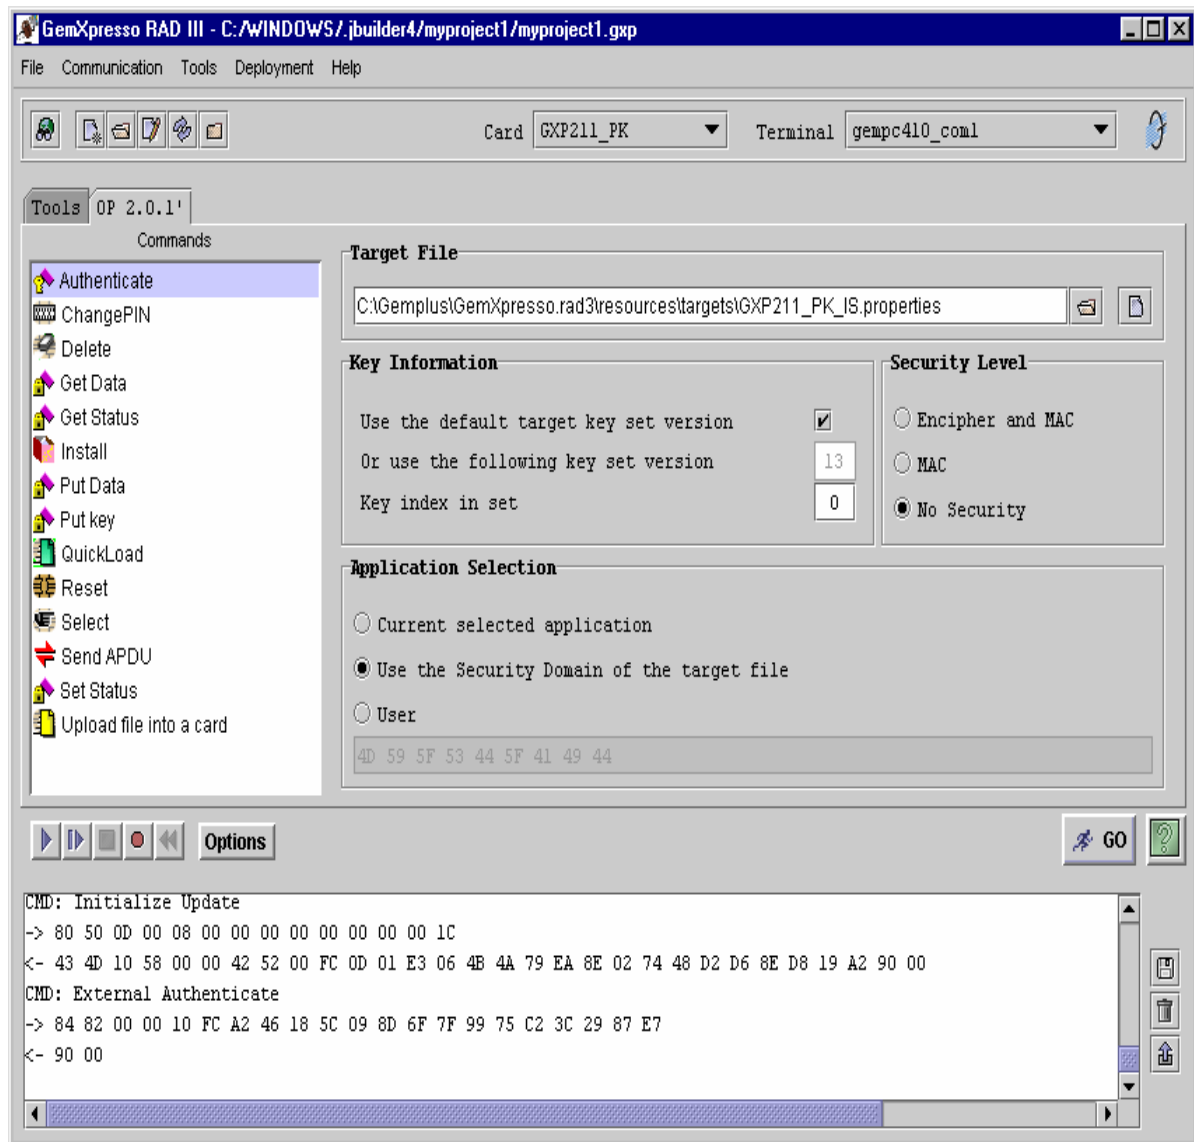 GemXpresso RAD III - C:/WINDOWS/.jbuilder4/myproject1/myproject1.gxp
File Communication Tools Deployment Help
Card GXP211_PK Terminal gempc410_com1
Tools OP 2.0.1'
Commands
Authenticate
ChangePIN
Delete
Get Data
Get Status
Install
Put Data
Put key
QuickLoad
Reset
Select
Send APDU
Set Status
Upload file into a card
Target File
C:\Gemplus\GemXpresso.rad3\resources\targets\GXP211_PK_IS.properties
Key Information
Use the default target key set version
Or use the following key set version 13
Key index in set 0
Security Level
Encipher and MAC
MAC
No Security
Application Selection
Current selected application
Use the Security Domain of the target file
User
4D 59 5F 53 44 5F 41 49 44
Options
GO
?
CMD: Initialize Update
-> 80 50 0D 00 08 00 00 00 00 00 00 00 00 1C
<- 43 4D 10 58 00 00 42 52 00 FC 0D 01 E3 06 4B 4A 79 EA 8E 02 74 48 D2 D6 8E D8 19 A2 90 00
CMD: External Authenticate
-> 84 82 00 00 10 FC A2 46 18 5C 09 8D 6F 7F 99 75 C2 3C 29 87 E7
<- 90 00